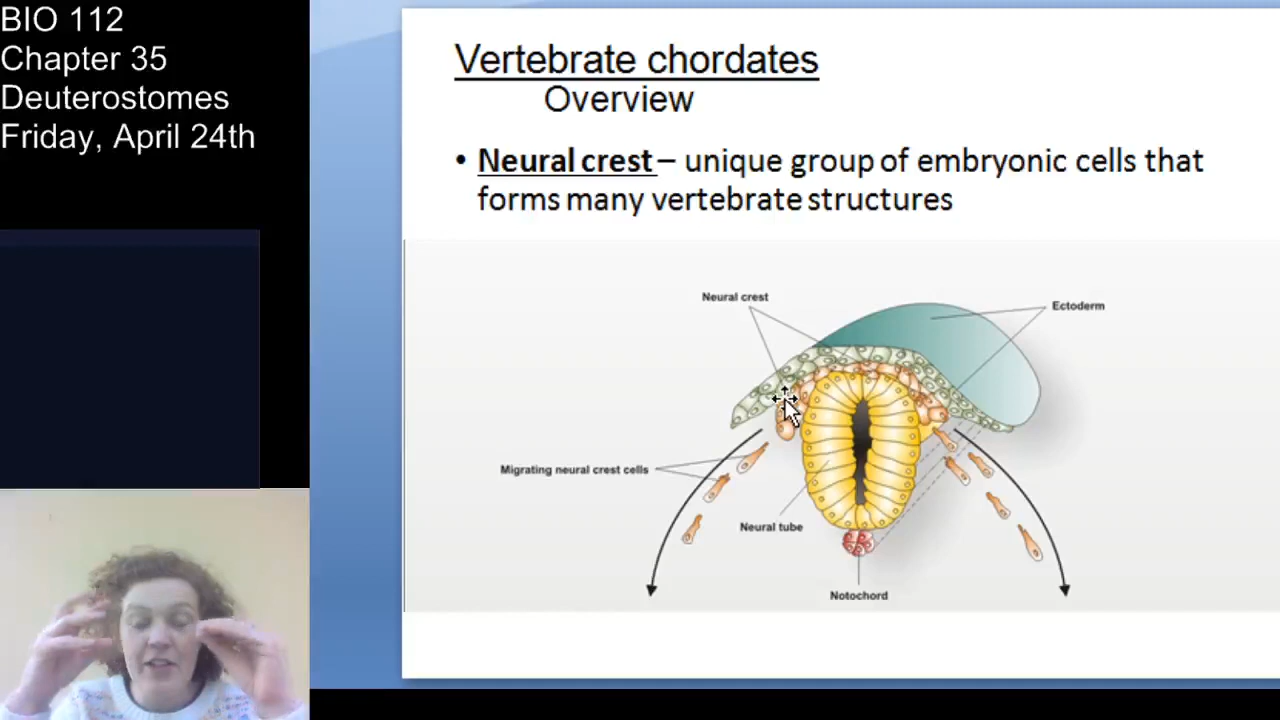 BIO 112
Chapter 35
Deuterostomes
Friday, April 24th
Vertebrate chordates
Overview
• Neural crest – unique group of embryonic cells that
forms many vertebrate structures
Neural crest
Ectoderm
Migrating neural crest cells
Neural tube
Notochord